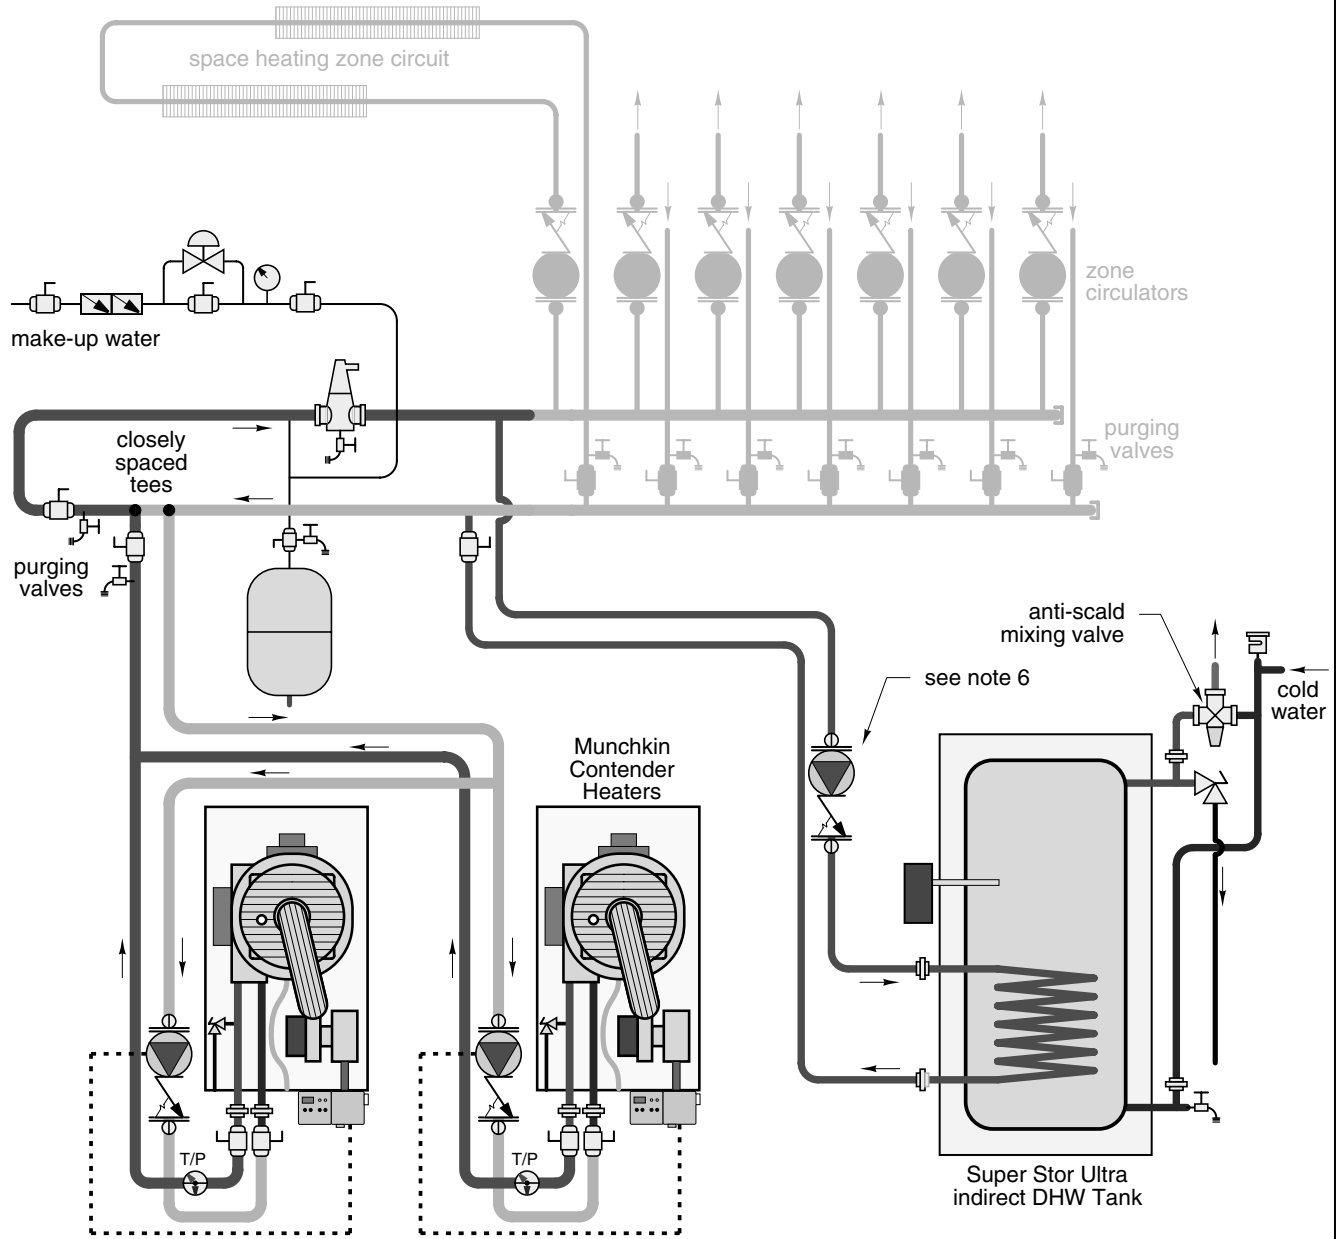 space heating zone circuit
zone
circulators
make-up water
closely
spaced
tees
purging
valves
purging
valves
anti-scald
mixing valve
see note 6
cold
water
Munchkin
Contender
Heaters
T/P
T/P
Super Stor Ultra
indirect DHW Tank